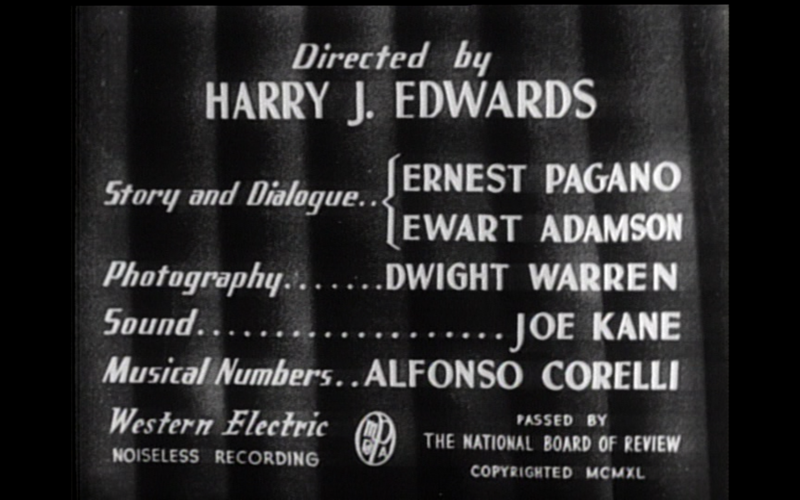 Directed by
HARRY J. EDWARDS
Story and Dialogue.. { ERNEST PAGANO
EWART ADAMSON
Photography.......DWIGHT WARREN
Sound....................JOE KANE
Musical Numbers..ALFONSO CORELLI
Western Electric
NOISELESS RECORDING
MPDA
PASSED BY
THE NATIONAL BOARD OF REVIEW
COPYRIGHTED MCMXL